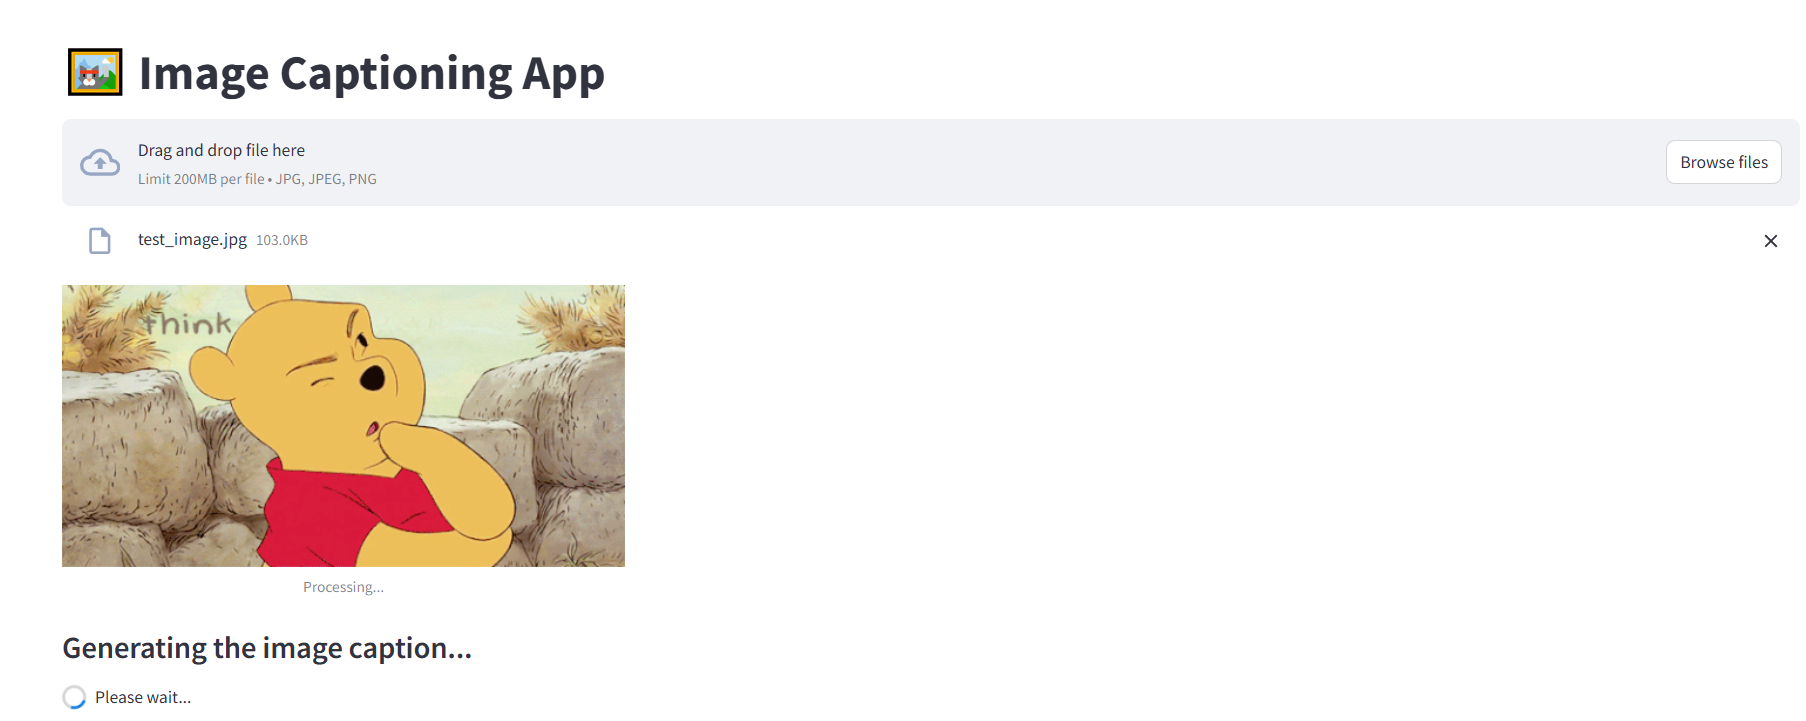 Image Captioning App
Drag and drop file here
Limit 200MB per file • JPG, JPEG, PNG
Browse files
test_image.jpg 103.0KB
think
Processing...
Generating the image caption...
Please wait...